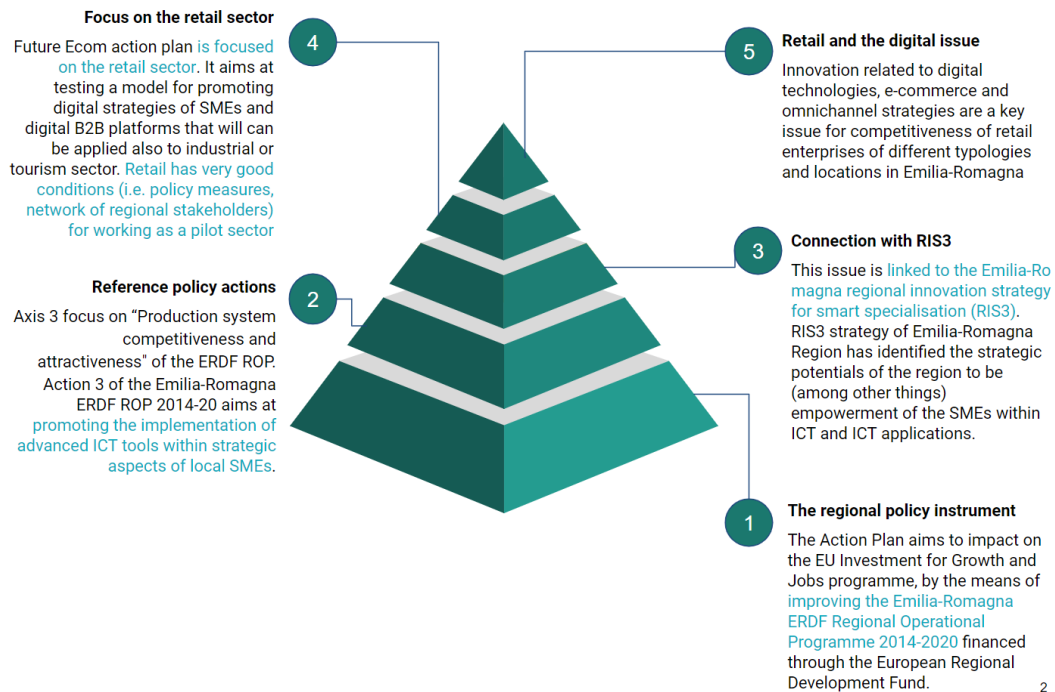 Focus on the retail sector
4
Future Ecom action plan is focused
on the retail sector. It aims at
testing a model for promoting
digital strategies of SMEs and
digital B2B platforms that will can
be applied also to industrial or
tourism sector. Retail has very good
conditions (i.e. policy measures,
network of regional stakeholders)
for working as a pilot sector
5
Retail and the digital issue
Innovation related to digital
technologies, e-commerce and
omnichannel strategies are a key
issue for competitiveness of retail
enterprises of different typologies
and locations in Emilia-Romagna
Reference policy actions
2
Axis 3 focus on “Production system
competitiveness and
attractiveness" of the ERDF ROP.
Action 3 of the Emilia-Romagna
ERDF ROP 2014-20 aims at
promoting the implementation of
advanced ICT tools within strategic
aspects of local SMEs.
3
Connection with RIS3
This issue is linked to the Emilia-Ro
magna regional innovation strategy
for smart specialisation (RIS3).
RIS3 strategy of Emilia-Romagna
Region has identified the strategic
potentials of the region to be
(among other things)
empowerment of the SMEs within
ICT and ICT applications.
1
The regional policy instrument
The Action Plan aims to impact on
the EU Investment for Growth and
Jobs programme, by the means of
improving the Emilia-Romagna
ERDF Regional Operational
Programme 2014-2020 financed
through the European Regional
Development Fund.
2